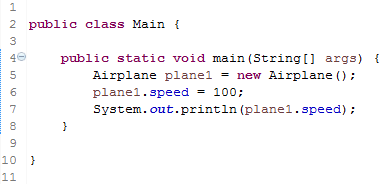 1
2 public class Main {
3
4 public static void main(String[] args) {
5 Airplane plane1 = new Airplane();
6 plane1.speed = 100;
7 System.out.println(plane1.speed);
8 }
9
10 }
11